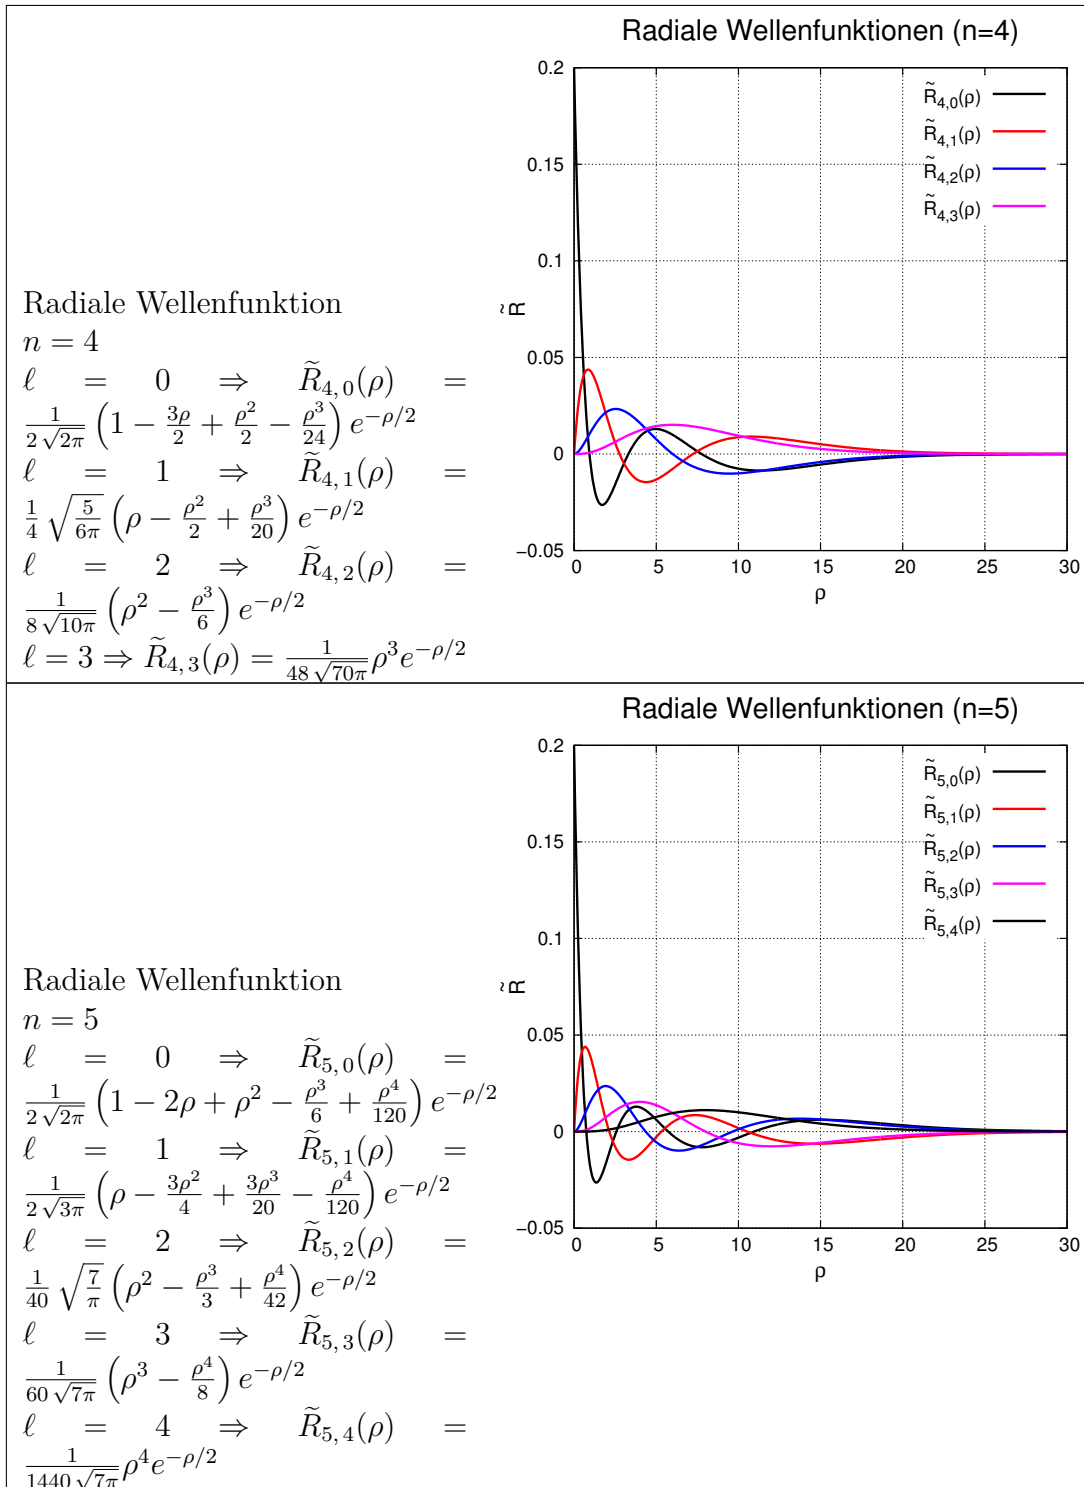 Radiale Wellenfunktion
n = 4
ℓ = 0 ⇒ R̃₄,₀(ρ) =
1/(2√(2π)) (1 − 3ρ/2 + ρ²/2 − ρ³/24) e^(−ρ/2)
ℓ = 1 ⇒ R̃₄,₁(ρ) =
1/4 √(5/(6π)) (ρ − ρ²/2 + ρ³/20) e^(−ρ/2)
ℓ = 2 ⇒ R̃₄,₂(ρ) =
1/(8√(10π)) (ρ² − ρ³/6) e^(−ρ/2)
ℓ = 3 ⇒ R̃₄,₃(ρ) = 1/(48√(70π)) ρ³e^(−ρ/2)
Radiale Wellenfunktionen (n=4)
R̃₄,₀(ρ)
R̃₄,₁(ρ)
R̃₄,₂(ρ)
R̃₄,₃(ρ)
0.2
0.15
0.1
0.05
0
−0.05
R̃
0 5 10 15 20 25 30
ρ
Radiale Wellenfunktion
n = 5
ℓ = 0 ⇒ R̃₅,₀(ρ) =
1/(2√(2π)) (1 − 2ρ + ρ² − ρ³/6 + ρ⁴/120) e^(−ρ/2)
ℓ = 1 ⇒ R̃₅,₁(ρ) =
1/(2√(3π)) (ρ − 3ρ²/4 + 3ρ³/20 − ρ⁴/120) e^(−ρ/2)
ℓ = 2 ⇒ R̃₅,₂(ρ) =
1/40 √(7/π) (ρ² − ρ³/3 + ρ⁴/42) e^(−ρ/2)
ℓ = 3 ⇒ R̃₅,₃(ρ) =
1/(60√(7π)) (ρ³ − ρ⁴/8) e^(−ρ/2)
ℓ = 4 ⇒ R̃₅,₄(ρ) =
1/(1440√(7π)) ρ⁴e^(−ρ/2)
Radiale Wellenfunktionen (n=5)
R̃₅,₀(ρ)
R̃₅,₁(ρ)
R̃₅,₂(ρ)
R̃₅,₃(ρ)
R̃₅,₄(ρ)
0.2
0.15
0.1
0.05
0
−0.05
R̃
0 5 10 15 20 25 30
ρ